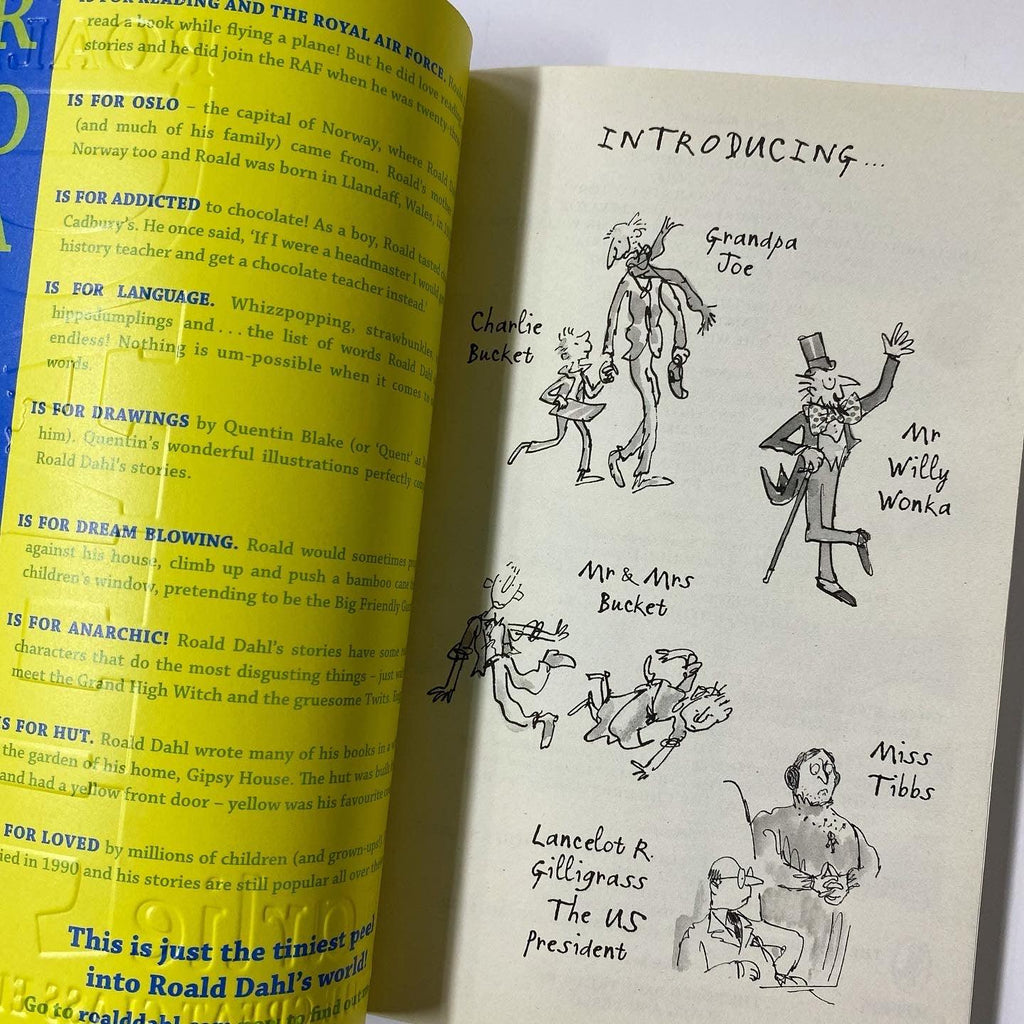 IS FOR READING AND THE ROYAL AIR FORCE.
read a book while flying a plane! But he did love
stories and he did join the RAF when he was
IS FOR OSLO – the capital of Norway, where Roald
(and much of his family) came from. Roald's mother
Norway too and Roald was born in Llandaff, Wales, in
IS FOR ADDICTED to chocolate! As a boy, Roald tasted
Cadbury's. He once said, 'If I were a headmaster I would
history teacher and get a chocolate teacher instead.'
IS FOR LANGUAGE. Whizzpopping,
hippodumplings and . . . the list of words Roald Dahl
endless! Nothing is um-possible when it comes to
words.
IS FOR DRAWINGS by Quentin Blake (or 'Quent' as
him). Quentin's wonderful illustrations perfectly
Roald Dahl's stories.
IS FOR DREAM BLOWING. Roald would sometimes
against his house, climb up and push a bamboo cane
children's window, pretending to be the Big Friendly
IS FOR ANARCHIC! Roald Dahl's stories have some
characters that do the most disgusting things – just
meet the Grand High Witch and the gruesome Twits.
IS FOR HUT. Roald Dahl wrote many of his books in a
the garden of his home, Gipsy House. The hut was
and had a yellow front door – yellow was his favourite
FOR LOVED by millions of children (and grown-ups!)
in 1990 and his stories are still popular all over
This is just the tiniest
into Roald Dahl's world!
Go to to find out
INTRODUCING...
Grandpa
Joe
Charlie
Bucket
Mr
Willy
Wonka
Mr & Mrs
Bucket
Miss
Tibbs
Lancelot R.
Gilligrass
The US
President